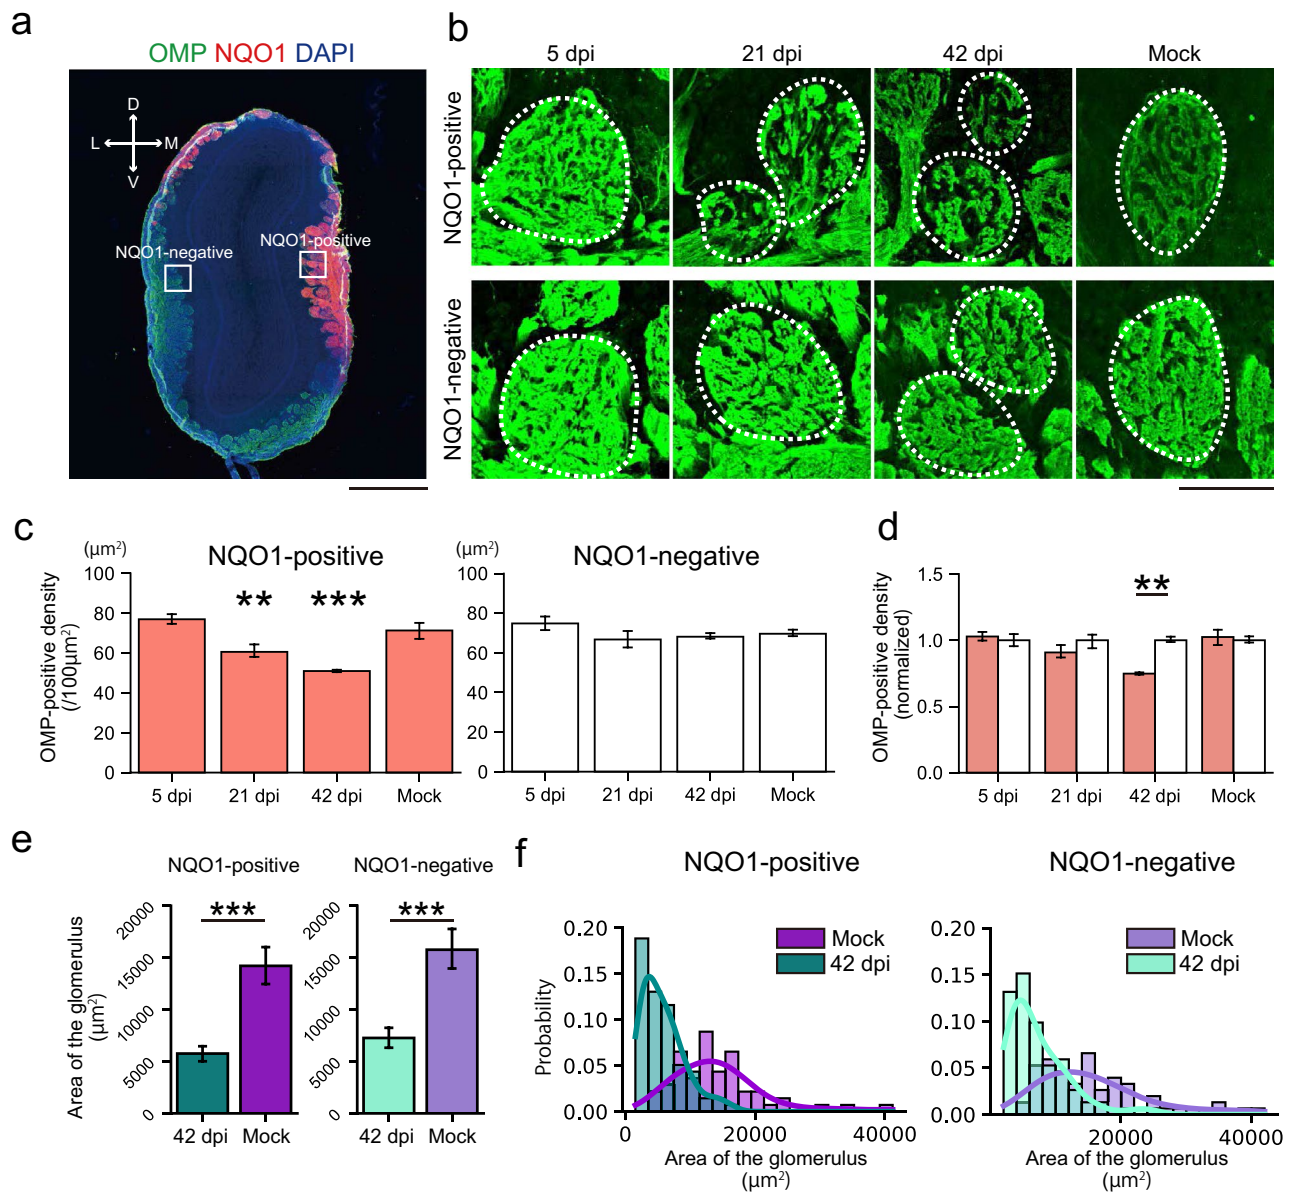 a
OMP NQO1 DAPI
D
L M
V
NQO1-negative
NQO1-positive
b
5 dpi 21 dpi 42 dpi Mock
NQO1-positive
NQO1-negative
c
(µm²)
NQO1-positive
OMP-positive density
(/100µm²)
100
80
60
40
20
0
** ***
5 dpi 21 dpi 42 dpi Mock
(µm²)
NQO1-negative
100
80
60
40
20
0
5 dpi 21 dpi 42 dpi Mock
d
OMP-positive density
(normalized)
1.5
1.0
0.5
0.0
**
5 dpi 21 dpi 42 dpi Mock
e
NQO1-positive
Area of the glomerulus
(µm²)
20000
15000
10000
5000
0
***
42 dpi Mock
NQO1-negative
20000
15000
10000
5000
0
***
42 dpi Mock
f
NQO1-positive
Probability
0.20
0.15
0.10
0.05
0.00
Mock
42 dpi
0 20000 40000
Area of the glomerulus
(µm²)
NQO1-negative
0.20
0.15
0.10
0.05
0.00
Mock
42 dpi
20000 40000
Area of the glomerulus
(µm²)